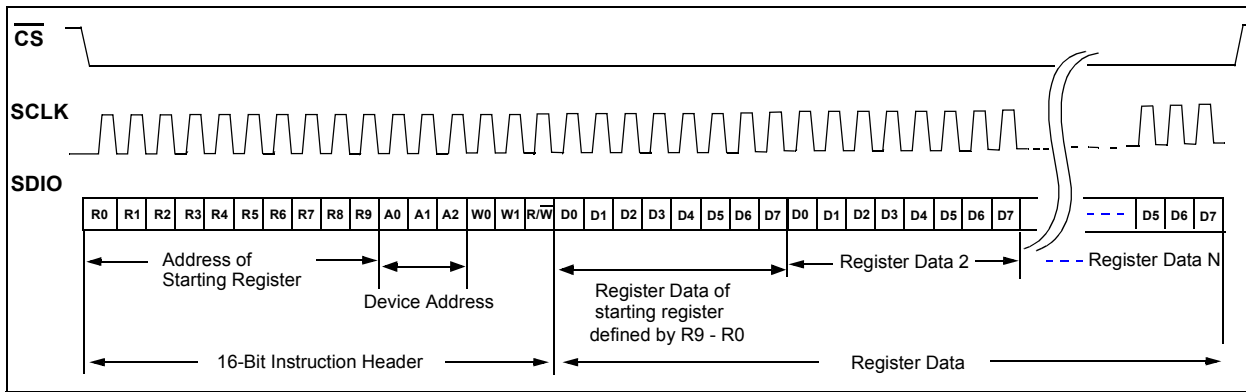 CS
SCLK
SDIO
R0 R1 R2 R3 R4 R5 R6 R7 R8 R9 A0 A1 A2 W0 W1 R/W D0 D1 D2 D3 D4 D5 D6 D7 D0 D1 D2 D3 D4 D5 D6 D7 D5 D6 D7
Address of
Starting Register
Device Address
Register Data of
starting register
defined by R9 - R0
Register Data 2
Register Data N
16-Bit Instruction Header
Register Data